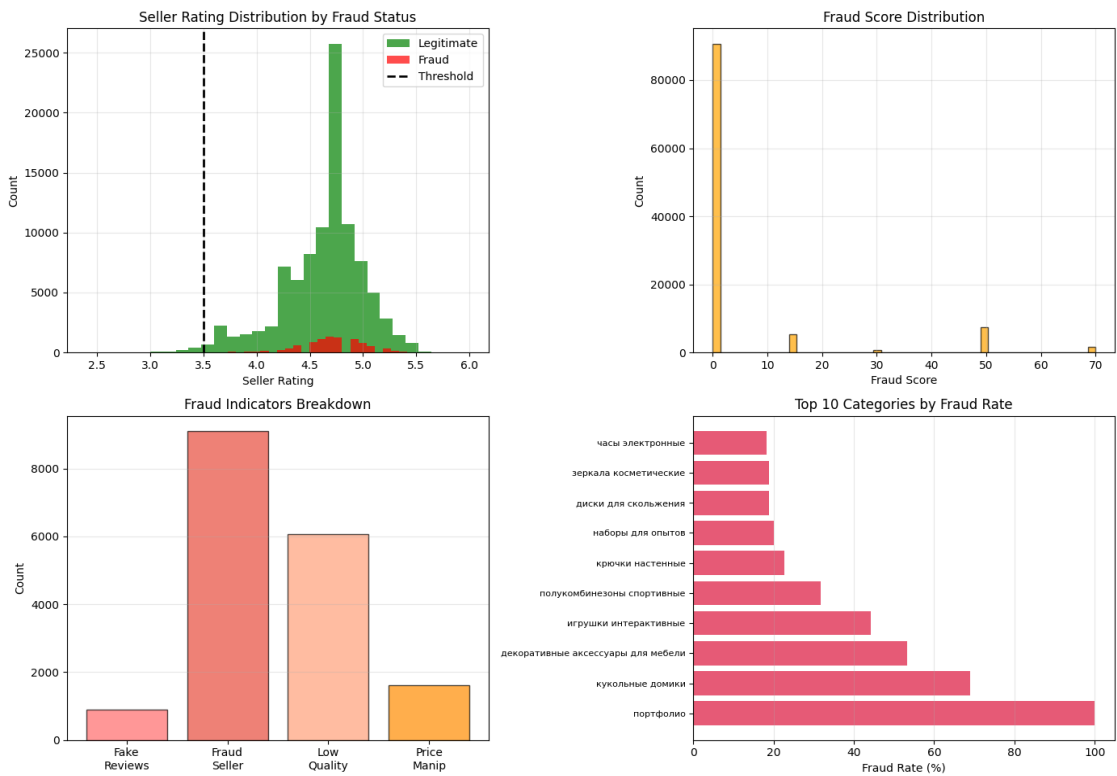 Seller Rating Distribution by Fraud Status
Count
25000
20000
15000
10000
5000
0
2.5 3.0 3.5 4.0 4.5 5.0 5.5 6.0
Seller Rating
Legitimate
Fraud
Threshold
Fraud Score Distribution
Count
80000
60000
40000
20000
0
0 10 20 30 40 50 60 70
Fraud Score
Fraud Indicators Breakdown
Count
8000
6000
4000
2000
0
Fake
Reviews
Fraud
Seller
Low
Quality
Price
Manip
Top 10 Categories by Fraud Rate
часы электронные
зеркала косметические
диски для скольжения
наборы для опытов
крючки настенные
полукомбинезоны спортивные
игрушки интерактивные
декоративные аксессуары для мебели
кукольные домики
портфолио
0 20 40 60 80 100
Fraud Rate (%)